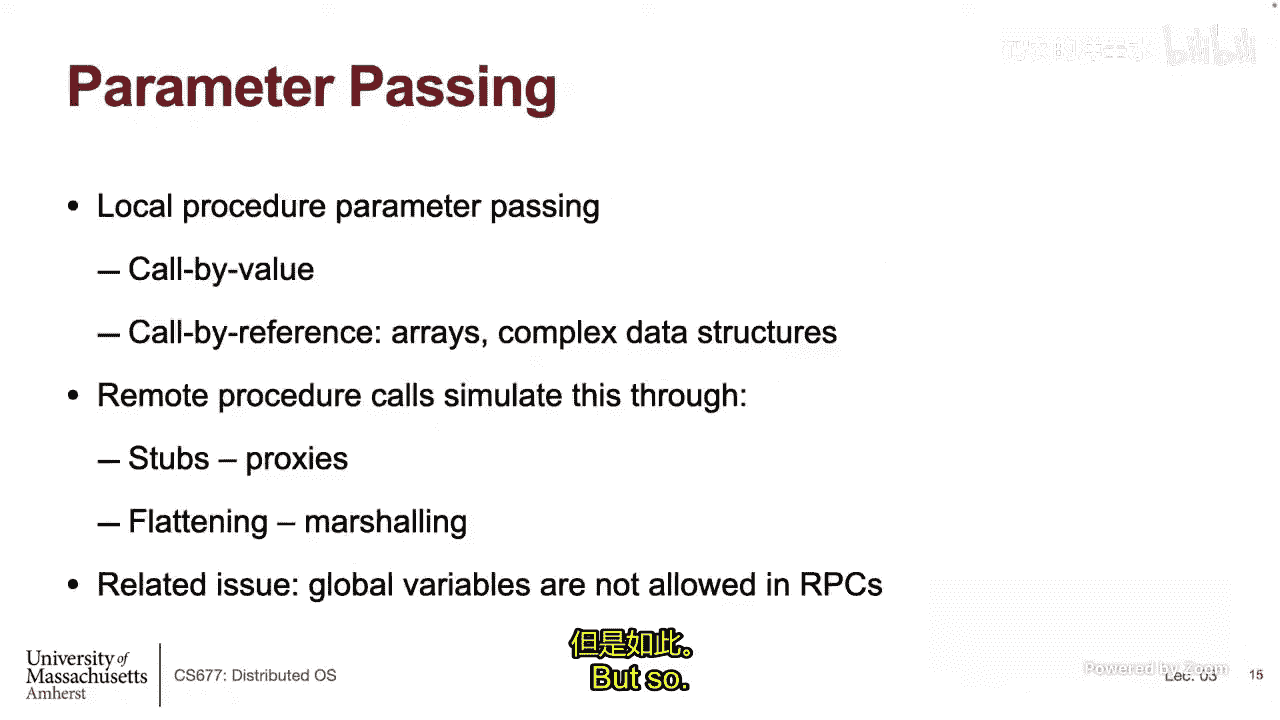 bilibili
Parameter Passing
• Local procedure parameter passing
– Call-by-value
– Call-by-reference: arrays, complex data structures
• Remote procedure calls simulate this through:
– Stubs – proxies
– Flattening – marshalling
• Related issue: global variables are not allowed in RPCs
但是如此。
But so.
University of
Massachusetts
Amherst
CS677: Distributed OS
Powered by Zoom
Lec. 03
15